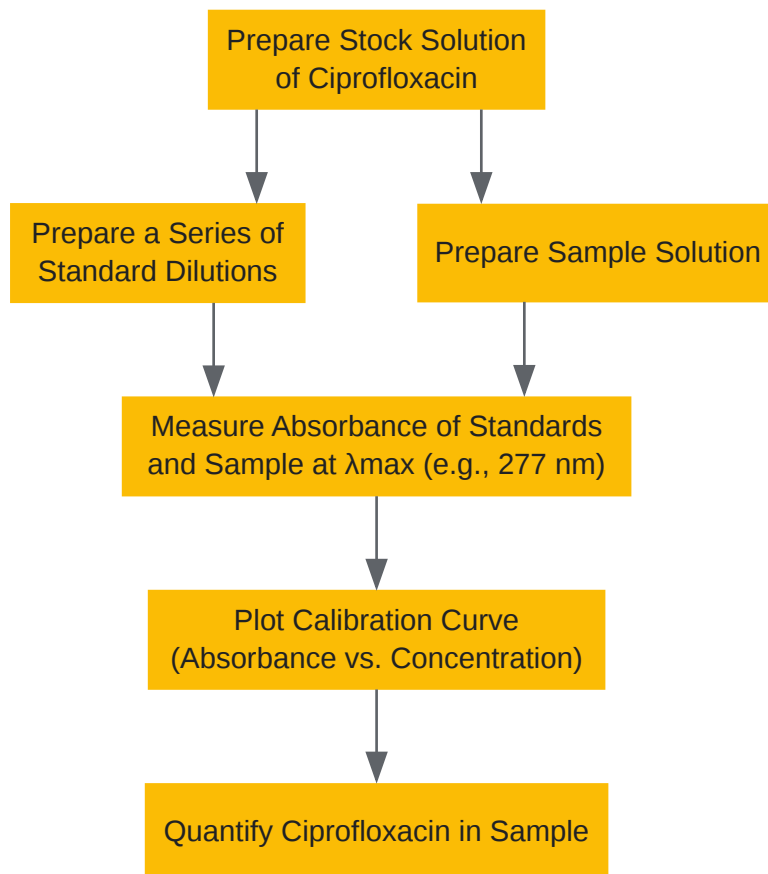 Prepare Stock Solution
of Ciprofloxacin
Prepare a Series of
Standard Dilutions
Prepare Sample Solution
Measure Absorbance of Standards
and Sample at λmax (e.g., 277 nm)
Plot Calibration Curve
(Absorbance vs. Concentration)
Quantify Ciprofloxacin in Sample